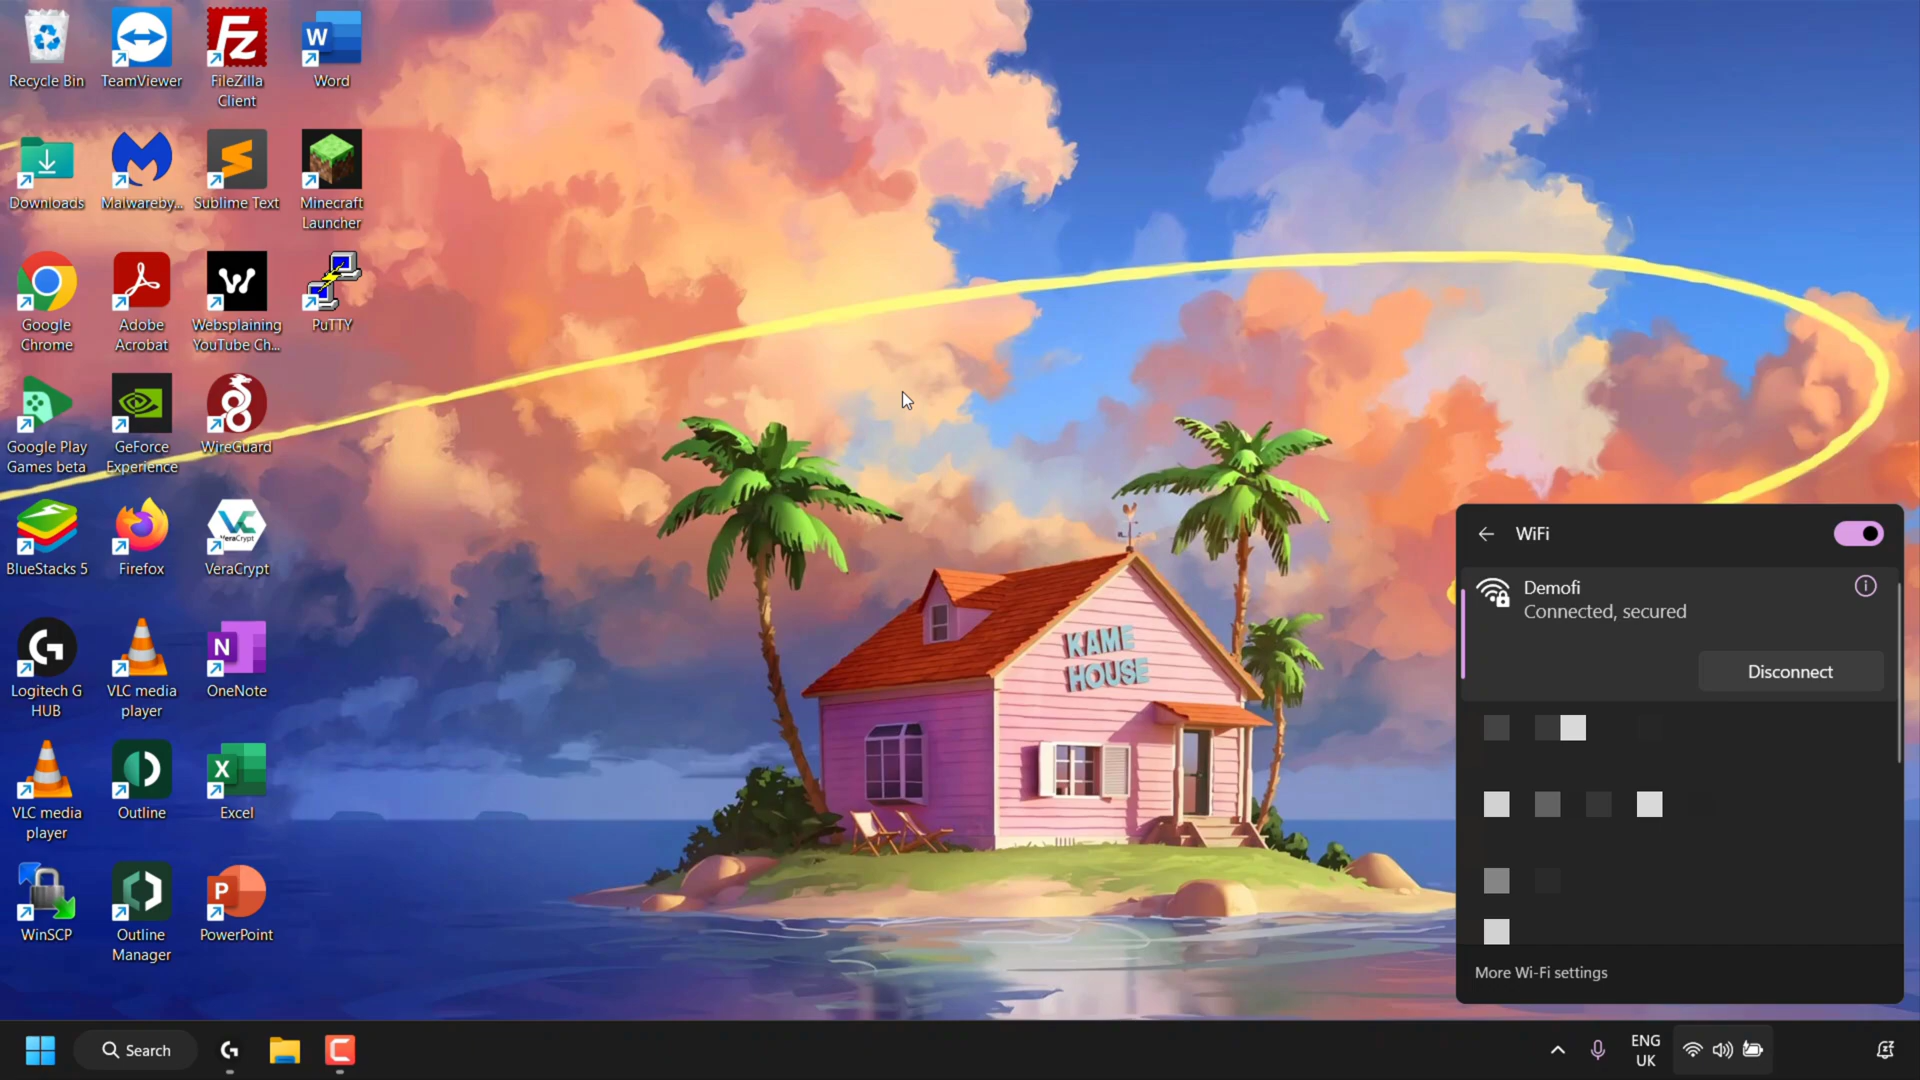 Recycle Bin
TeamViewer
FileZilla
Client
Word
Downloads
Malwareby...
Sublime Text
Minecraft
Launcher
Google
Chrome
Adobe
Acrobat
Websplaining
YouTube Ch...
PuTTY
Google Play
Games beta
GeForce
Experience
WireGuard
BlueStacks 5
Firefox
VeraCrypt
VeraCrypt
Logitech G
HUB
VLC media
player
OneNote
VLC media
player
Outline
Excel
WinSCP
Outline
Manager
PowerPoint
KAME
HOUSE
WiFi
Demofi
Connected, secured
Disconnect
More Wi-Fi settings
Search
ENG
UK